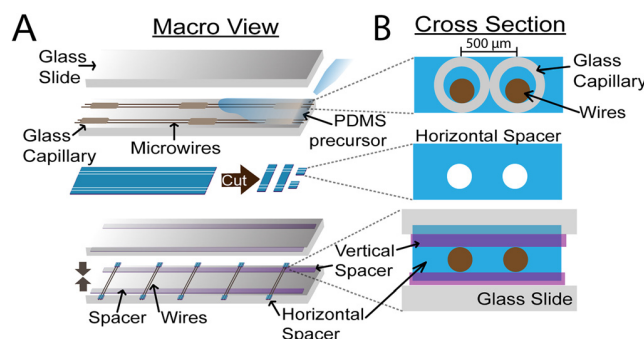 A
Macro View
Glass
Slide
Glass
Capillary
Microwires
PDMS
precursor
Cut
Vertical
Spacer
Spacer
Wires
Horizontal
Spacer
B
Cross Section
500 μm
Glass
Capillary
Wires
Horizontal Spacer
Glass Slide